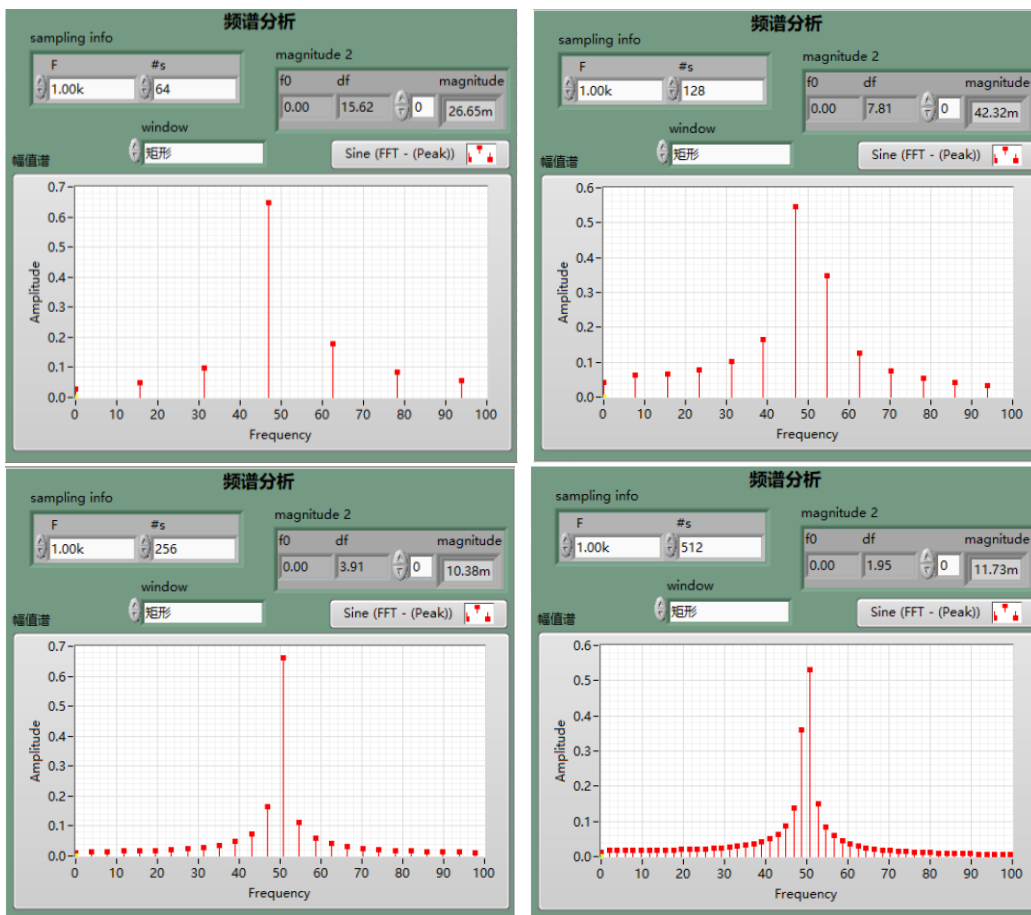 频谱分析
sampling info
F #s
1.00k 64
magnitude 2
f0 df magnitude
0.00 15.62 0 26.65m
window
矩形
幅值谱
Sine (FFT - (Peak))
Amplitude
0.7
0.6
0.5
0.4
0.3
0.2
0.1
0.0
0 10 20 30 40 50 60 70 80 90 100
Frequency
频谱分析
sampling info
F #s
1.00k 128
magnitude 2
f0 df magnitude
0.00 7.81 0 42.32m
window
矩形
幅值谱
Sine (FFT - (Peak))
Amplitude
0.6
0.5
0.4
0.3
0.2
0.1
0.0
0 10 20 30 40 50 60 70 80 90 100
Frequency
频谱分析
sampling info
F #s
1.00k 256
magnitude 2
f0 df magnitude
0.00 3.91 0 10.38m
window
矩形
幅值谱
Sine (FFT - (Peak))
Amplitude
0.7
0.6
0.5
0.4
0.3
0.2
0.1
0.0
0 10 20 30 40 50 60 70 80 90 100
Frequency
频谱分析
sampling info
F #s
1.00k 512
magnitude 2
f0 df magnitude
0.00 1.95 0 11.73m
window
矩形
幅值谱
Sine (FFT - (Peak))
Amplitude
0.6
0.5
0.4
0.3
0.2
0.1
0.0
0 10 20 30 40 50 60 70 80 90 100
Frequency